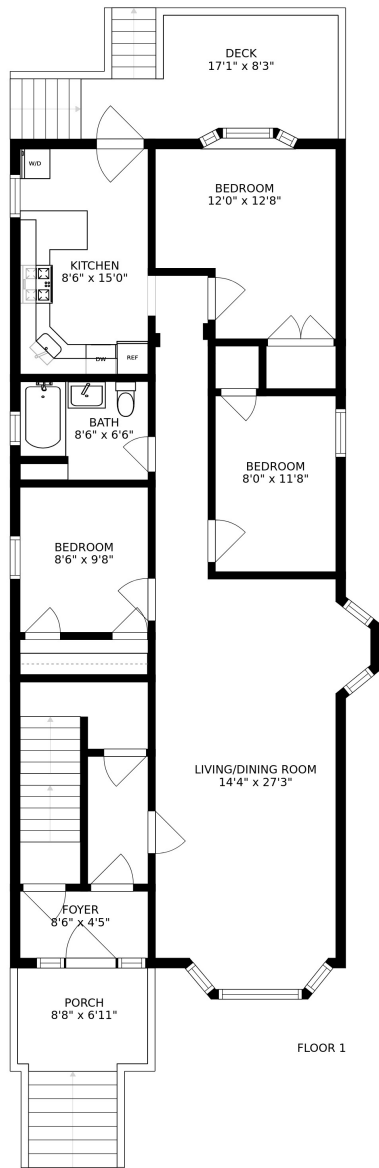 DECK
17'1" x 8'3"
W/D
BEDROOM
12'0" x 12'8"
KITCHEN
8'6" x 15'0"
DW
REF
BATH
8'6" x 6'6"
BEDROOM
8'0" x 11'8"
BEDROOM
8'6" x 9'8"
LIVING/DINING ROOM
14'4" x 27'3"
FOYER
8'6" x 4'5"
PORCH
8'8" x 6'11"
FLOOR 1